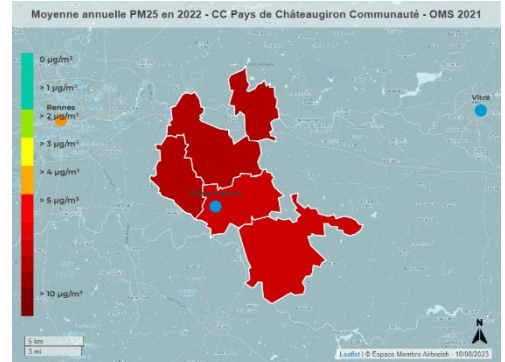 Moyenne annuelle PM25 en 2022 - CC Pays de Châteaugiron Communauté - OMS 2021
0 µg/m³
> 1 µg/m³
Rennes
> 2 µg/m³
> 3 µg/m³
> 4 µg/m³
> 5 µg/m³
> 10 µg/m³
Vitré
5 km
3 mi
N
Leaflet | © Espace Membre Airbreizh - 18/08/2023